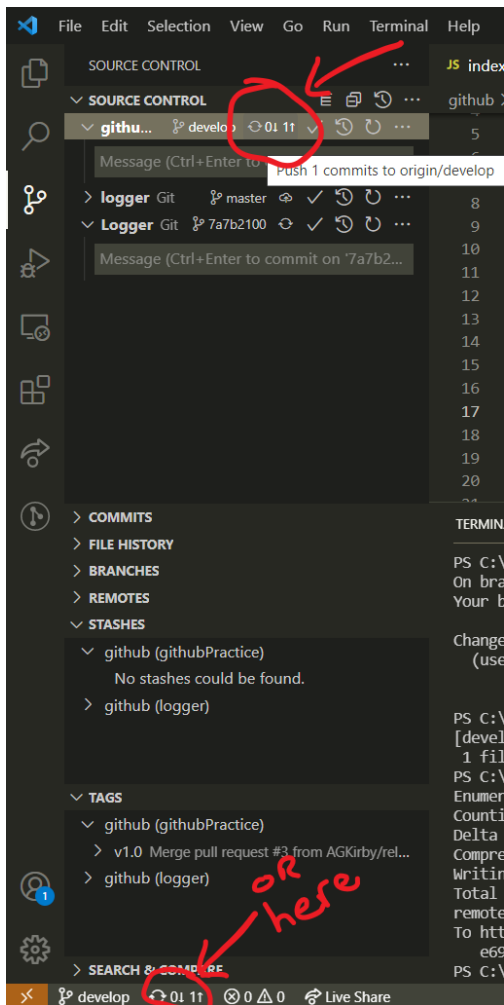 File Edit Selection View Go Run Terminal Help
SOURCE CONTROL ...
JS index
SOURCE CONTROL ...
github >
githu... develop 0↓ 1↑ ...
5
Message (Ctrl+Enter to
Push 1 commits to origin/develop
logger Git master ...
8
Logger Git 7a7b2100 ...
9
Message (Ctrl+Enter to commit on '7a7b2...
10
11
12
13
14
15
16
17
18
19
20
COMMITS
FILE HISTORY
BRANCHES
REMOTES
STASHES
github (githubPractice)
No stashes could be found.
github (logger)
TAGS
github (githubPractice)
v1.0 Merge pull request #3 from AGKirby/rel...
github (logger)
OR
here
1
SEARCH & COMPARE
develop 0↓ 1↑ 0 0 Live Share
TERMIN
PS C:\
On bra
Your b
Change
(use
PS C:\
[devel
1 fil
PS C:\
Enumer
Counti
Delta
Compre
Writin
Total
remote
To htt
e69
PS C:\